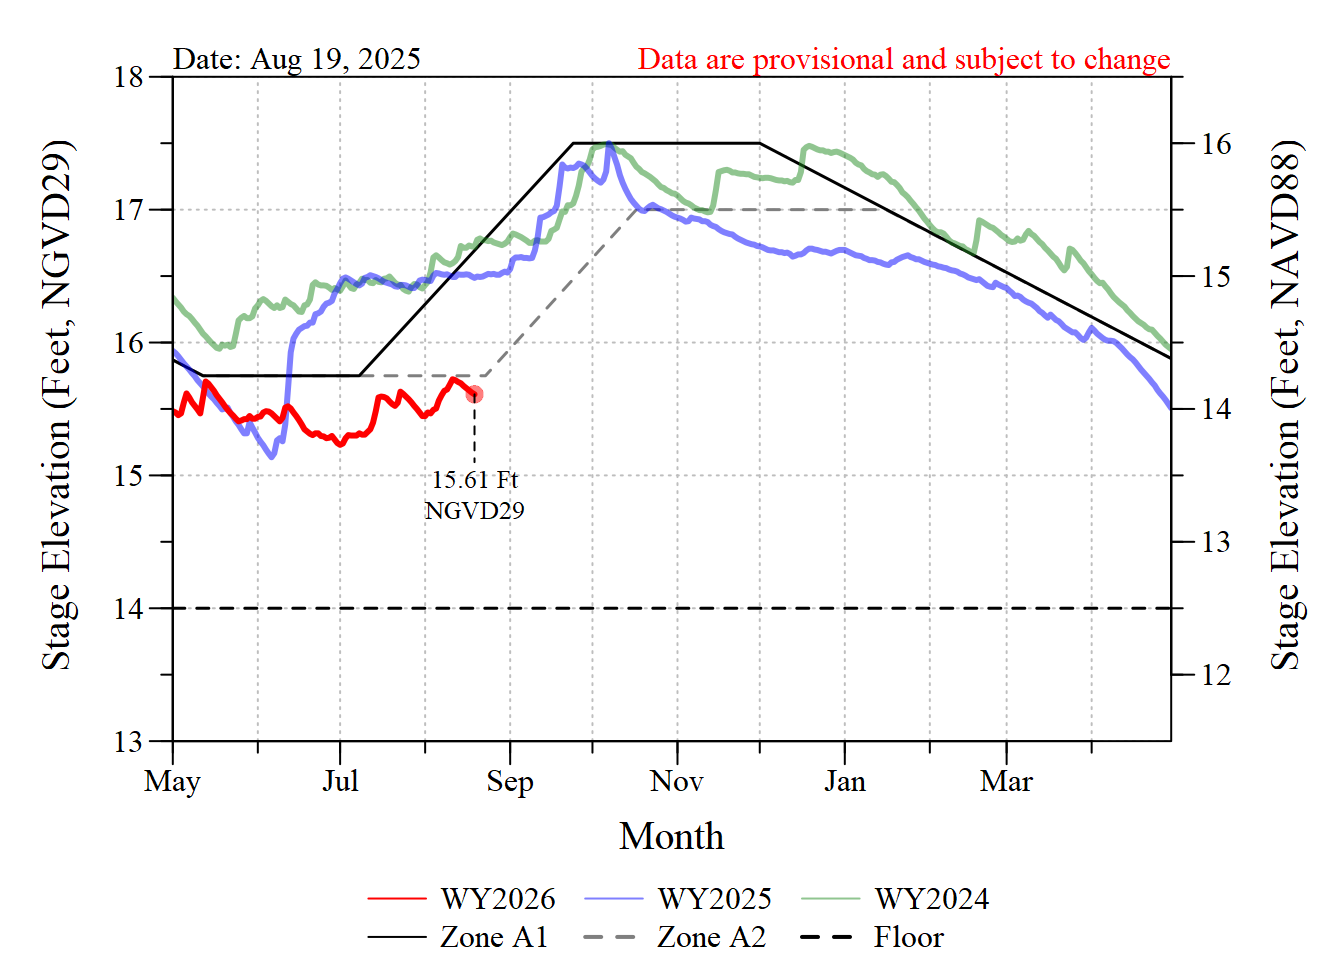 Date: Aug 19, 2025
Data are provisional and subject to change
Stage Elevation (Feet, NGVD29)
18
17
16
15
14
13
15.61 Ft
NGVD29
16
15
14
13
12
Stage Elevation (Feet, NAVD88)
May Jul Sep Nov Jan Mar
Month
WY2026 WY2025 WY2024
Zone A1 Zone A2 Floor